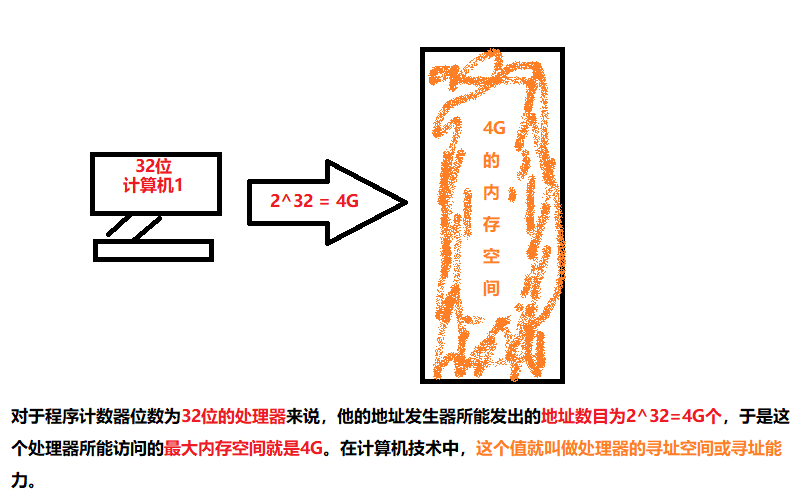 32位
计算机1
2^32 = 4G
4G
的
内
存
空
间
对于程序计数器位数为32位的处理器来说，他的地址发生器所能发出的地址数目为2^32=4G个，于是这
个处理器所能访问的最大内存空间就是4G。在计算机技术中，这个值就叫做处理器的寻址空间或寻址能
力。